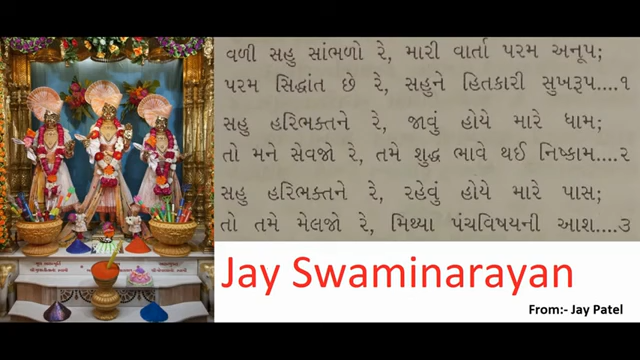 વળી સહુ સાંભળો રે, મારી વાર્તા પરમ અનૂપ;
પરમ સિદ્ધાંત છે રે, સહુને હિતકારી સુખરૂપ....૧
સહુ હરિભક્તને રે, જાવું હોયે મારે ધામ;
તો મને સેવજો રે, તમે શુદ્ધ ભાવે થઈ નિષ્કામ....૨
સહુ હરિભક્તને રે, રહેવું હોયે મારે પાસ;
તો તમે મેલજો રે, મિથ્યા પંચવિષયની આશ....૩
Jay Swaminarayan
From:- Jay Patel